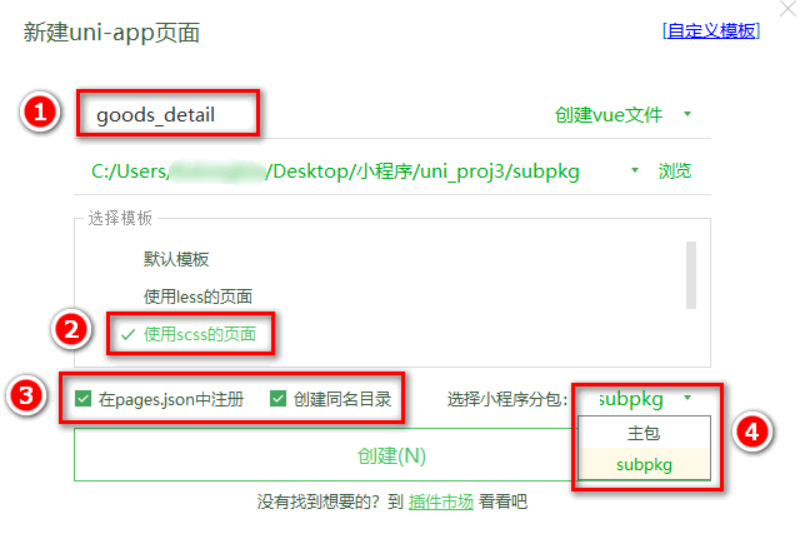 新建uni-app页面 [自定义模板]
1 goods_detail 创建vue文件
C:/Users/ /Desktop/小程序/uni_proj3/subpkg 浏览
选择模板
默认模板
使用less的页面
2 使用scss的页面
3 在pages.json中注册 创建同名目录 选择小程序分包: subpkg
主包 4
创建(N) subpkg
没有找到想要的？到 插件市场 看看吧